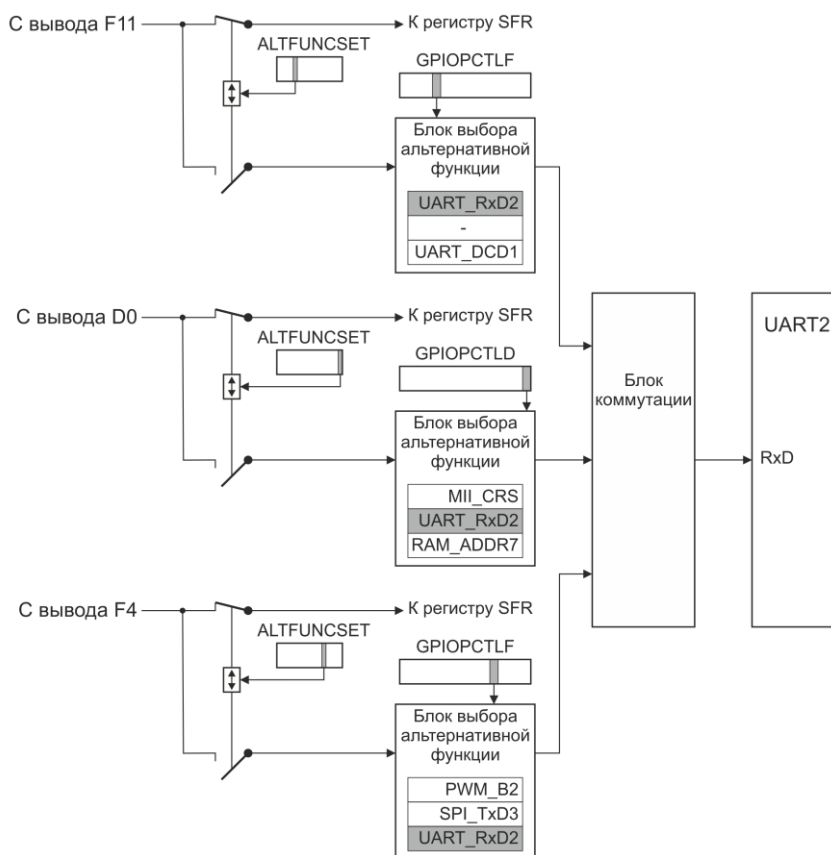 С вывода F11
К регистру SFR
ALTFUNCSET
GPIOPCTLF
Блок выбора
альтернативной
функции
UART_RxD2
-
UART_DCD1
С вывода D0
К регистру SFR
ALTFUNCSET
GPIOPCTLD
Блок выбора
альтернативной
функции
MII_CRS
UART_RxD2
RAM_ADDR7
С вывода F4
К регистру SFR
ALTFUNCSET
GPIOPCTLF
Блок выбора
альтернативной
функции
PWM_B2
SPI_TxD3
UART_RxD2
Блок
коммутации
UART2
RxD